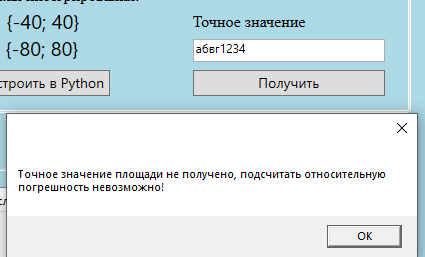 {-40; 40}
Точное значение
{-80; 80}
абвг1234
строить в Python
Получить
Точное значение площади не получено, подсчитать относительную
погрешность невозможно!
OK